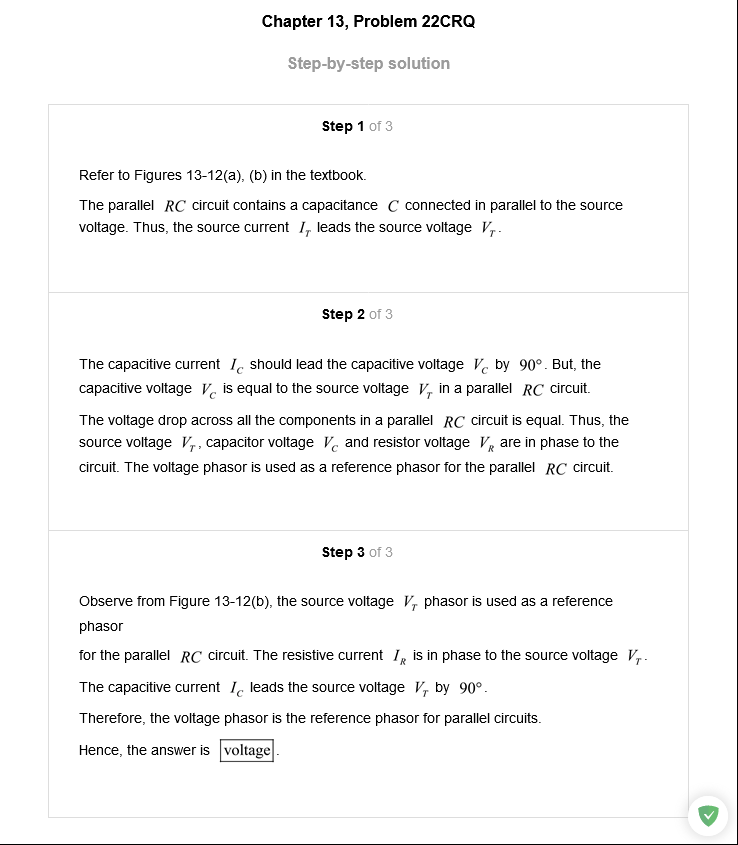 Chapter 13, Problem 22CRQ
Step-by-step solution
Step 1 of 3
Refer to Figures 13-12(a), (b) in the textbook.
The parallel RC circuit contains a capacitance C connected in parallel to the source
voltage. Thus, the source current I_T leads the source voltage V_T.
Step 2 of 3
The capacitive current I_C should lead the capacitive voltage V_C by 90°. But, the
capacitive voltage V_C is equal to the source voltage V_T in a parallel RC circuit.
The voltage drop across all the components in a parallel RC circuit is equal. Thus, the
source voltage V_T, capacitor voltage V_C and resistor voltage V_R are in phase to the
circuit. The voltage phasor is used as a reference phasor for the parallel RC circuit.
Step 3 of 3
Observe from Figure 13-12(b), the source voltage V_T phasor is used as a reference
phasor
for the parallel RC circuit. The resistive current I_R is in phase to the source voltage V_T.
The capacitive current I_C leads the source voltage V_T by 90°.
Therefore, the voltage phasor is the reference phasor for parallel circuits.
Hence, the answer is voltage.